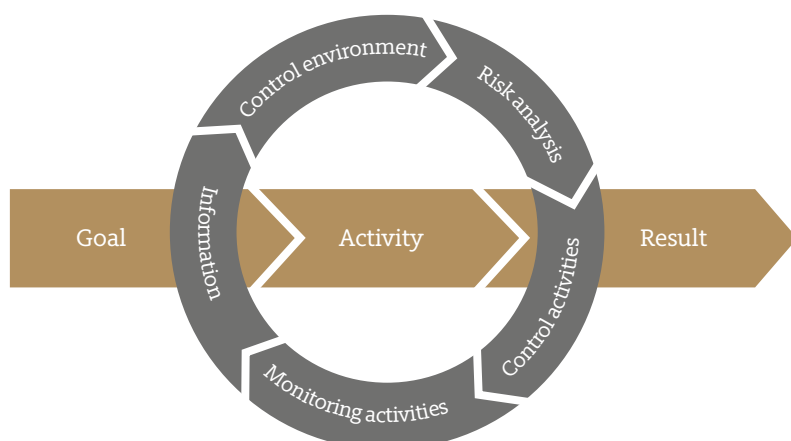 Control environment
Risk analysis
Information
Goal
Activity
Result
Control activities
Monitoring activities